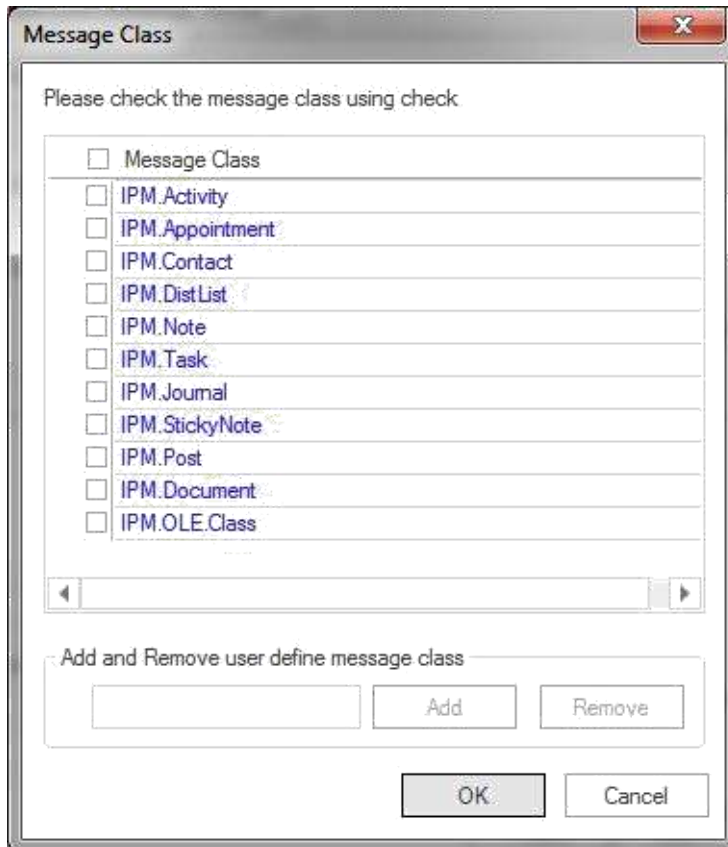 Message Class
Please check the message class using check
Message Class
IPM.Activity
IPM.Appointment
IPM.Contact
IPM.DistList
IPM.Note
IPM.Task
IPM.Journal
IPM.StickyNote
IPM.Post
IPM.Document
IPM.OLE.Class
Add and Remove user define message class
Add Remove
OK Cancel